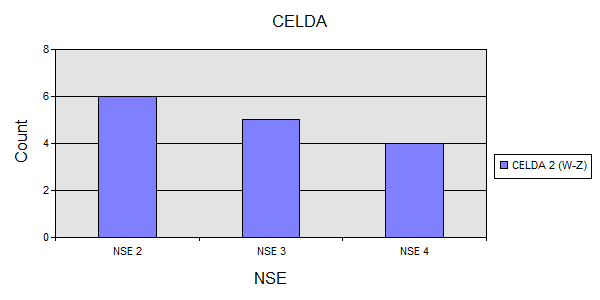 CELDA
8
6
4
2
0
Count
NSE 2 NSE 3 NSE 4
NSE
CELDA 2 (W-Z)